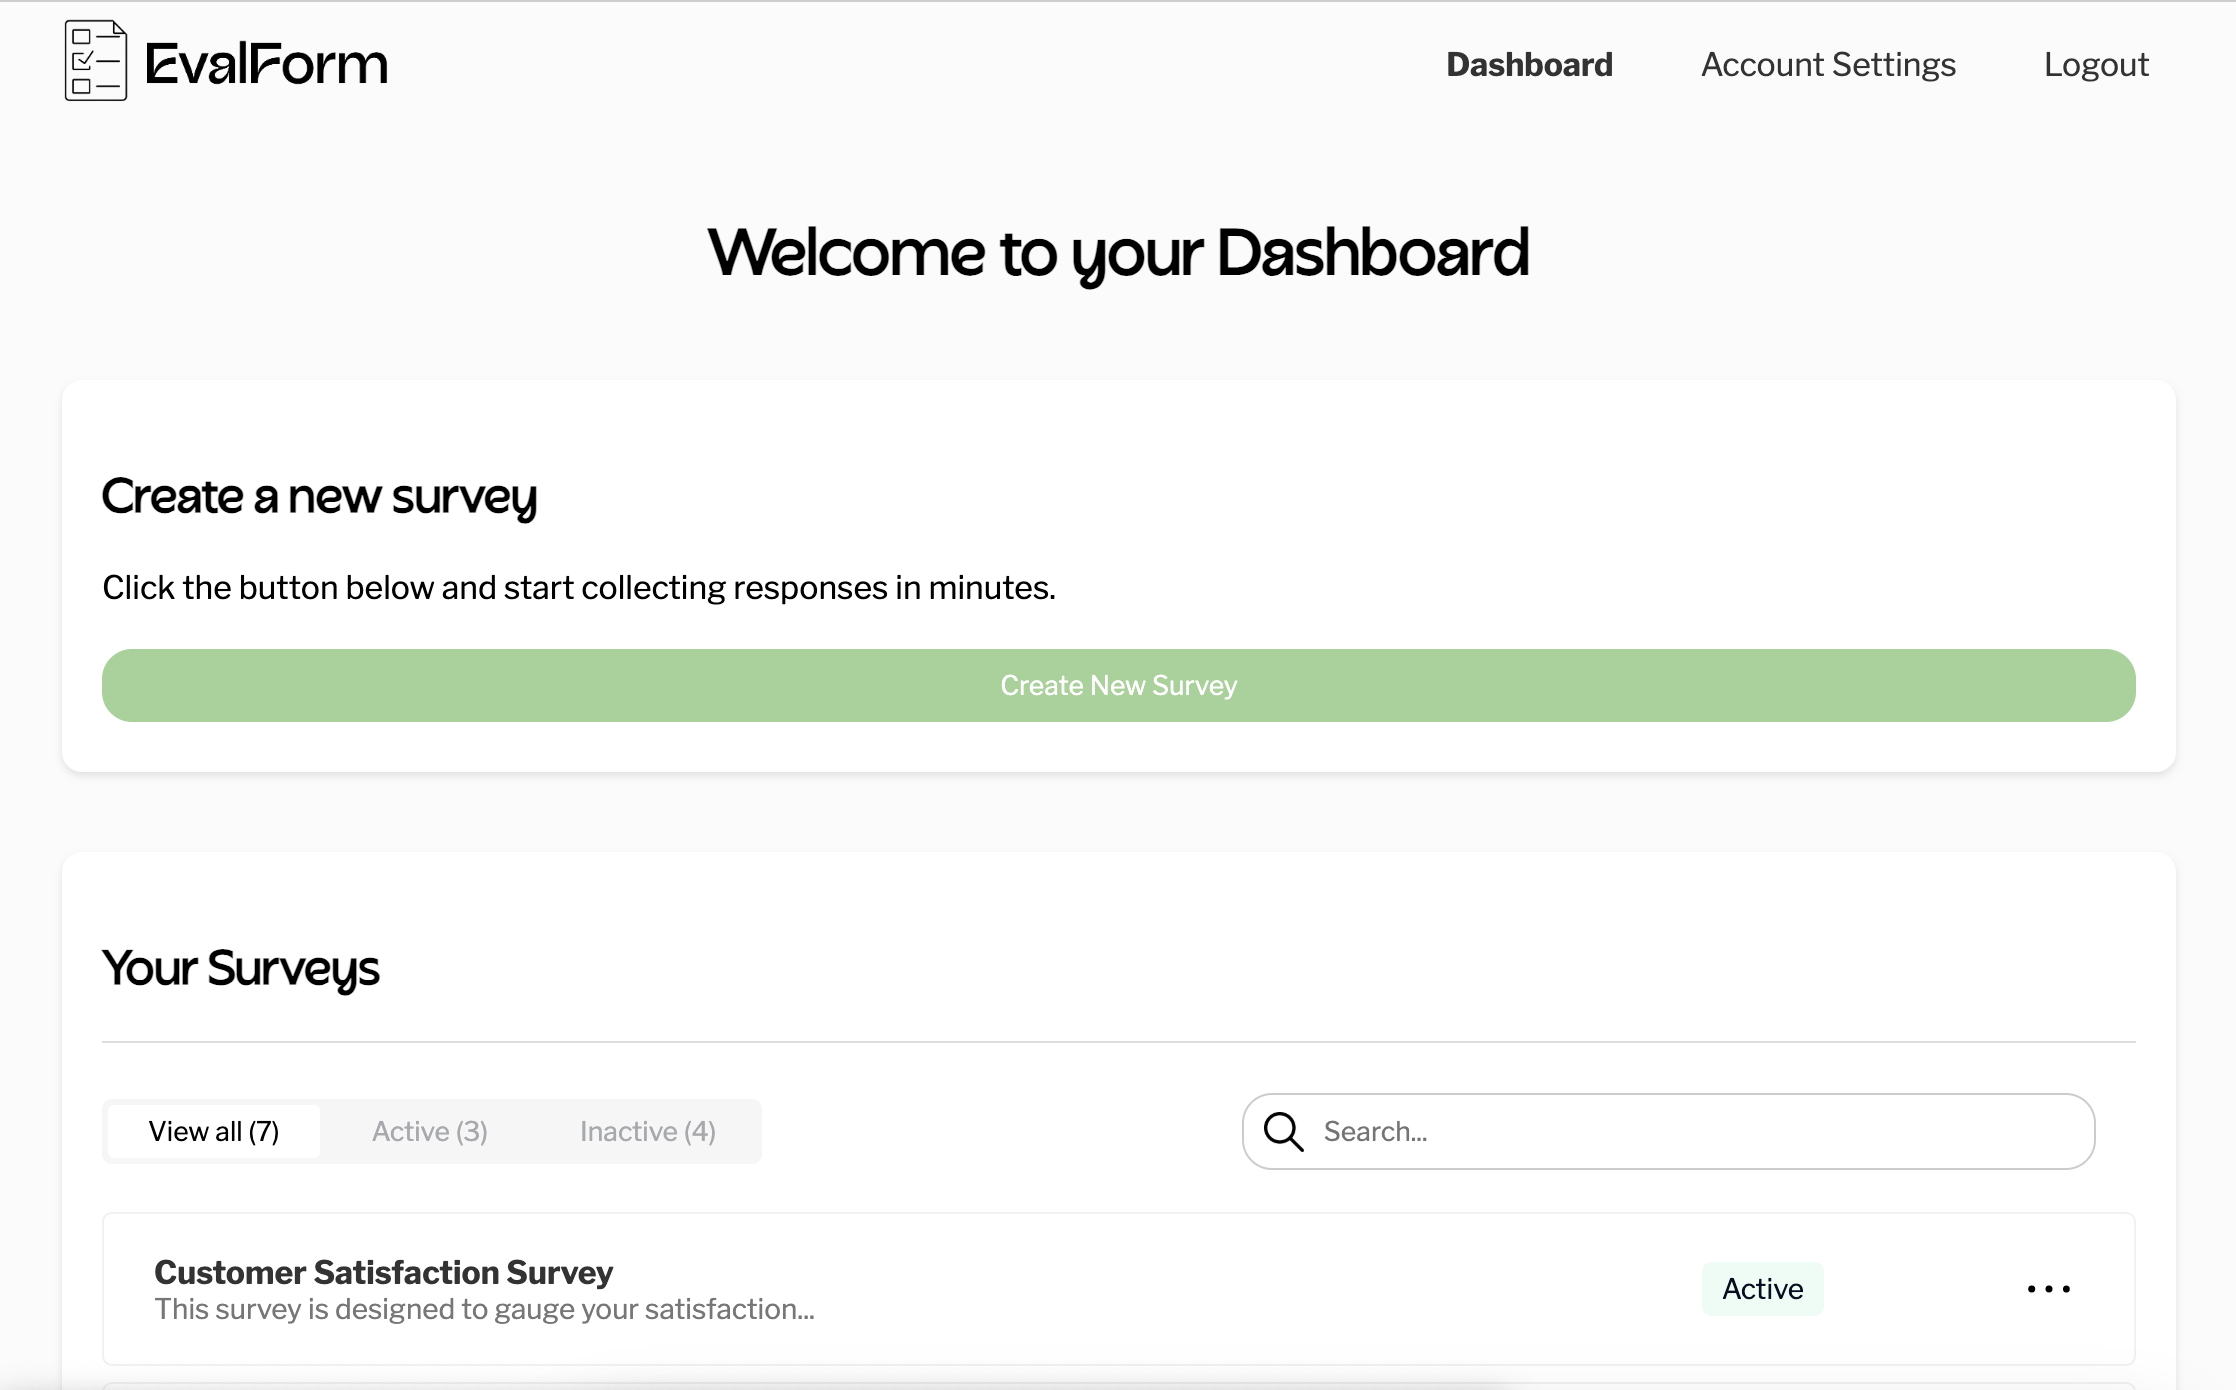 EvalForm
Dashboard
Account Settings
Logout
Welcome to your Dashboard
Create a new survey
Click the button below and start collecting responses in minutes.
Create New Survey
Your Surveys
View all (7)
Active (3)
Inactive (4)
Search...
Customer Satisfaction Survey
This survey is designed to gauge your satisfaction...
Active